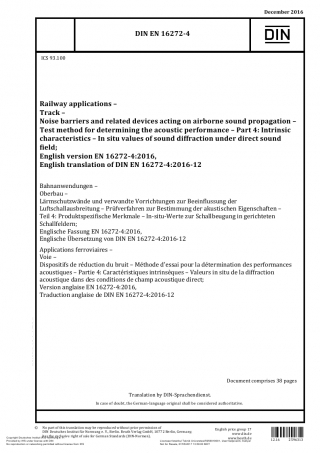 December 2016
DIN EN 16272-4
DIN
ICS 93.100
Railway applications –
Track –
Noise barriers and related devices acting on airborne sound propagation –
Test method for determining the acoustic performance – Part 4: Intrinsic
characteristics – In situ values of sound diffraction under direct sound
field;
English version EN 16272-4:2016,
English translation of DIN EN 16272-4:2016-12
Bahnanwendungen –
Oberbau –
Lärmschutzwände und verwandte Vorrichtungen zur Beeinflussung der
Luftschallausbreitung – Prüfverfahren zur Bestimmung der akustischen Eigenschaften –
Teil 4: Produktspezifische Merkmale – In-situ-Werte zur Schallbeugung in gerichteten
Schallfeldern;
Englische Fassung EN 16272-4:2016,
Englische Übersetzung von DIN EN 16272-4:2016-12
Applications ferroviaires –
Voie –
Dispositifs de réduction du bruit – Méthode d'essai pour la détermination des performances
acoustiques – Partie 4: Caractéristiques intrinsèques – Valeurs in situ de la diffraction
acoustique dans des conditions de champ acoustique direct;
Version anglaise EN 16272-4:2016,
Traduction anglaise de DIN EN 16272-4:2016-12
Document comprises 38 pages
Translation by DIN-Sprachendienst.
In case of doubt, the German-language original shall be considered authoritative.
No part of this translation may be reproduced without prior permission of
DIN Deutsches Institut für Normung e. V., Berlin. Beuth Verlag GmbH, 10772 Berlin, Germany,
has the exclusive right of sale for German Standards (DIN-Normen).
English price group 17
www.din.de
www.beuth.de
12.16